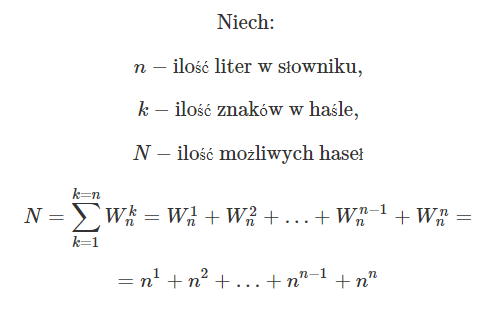 Niech:
n − ilość liter w słowniku,
k − ilość znaków w haśle,
N − ilość możliwych haseł
N = \sum_{k=1}^{k=n} W_n^k = W_n^1 + W_n^2 + … + W_n^{n−1} + W_n^n =
= n^1 + n^2 + … + n^{n−1} + n^n